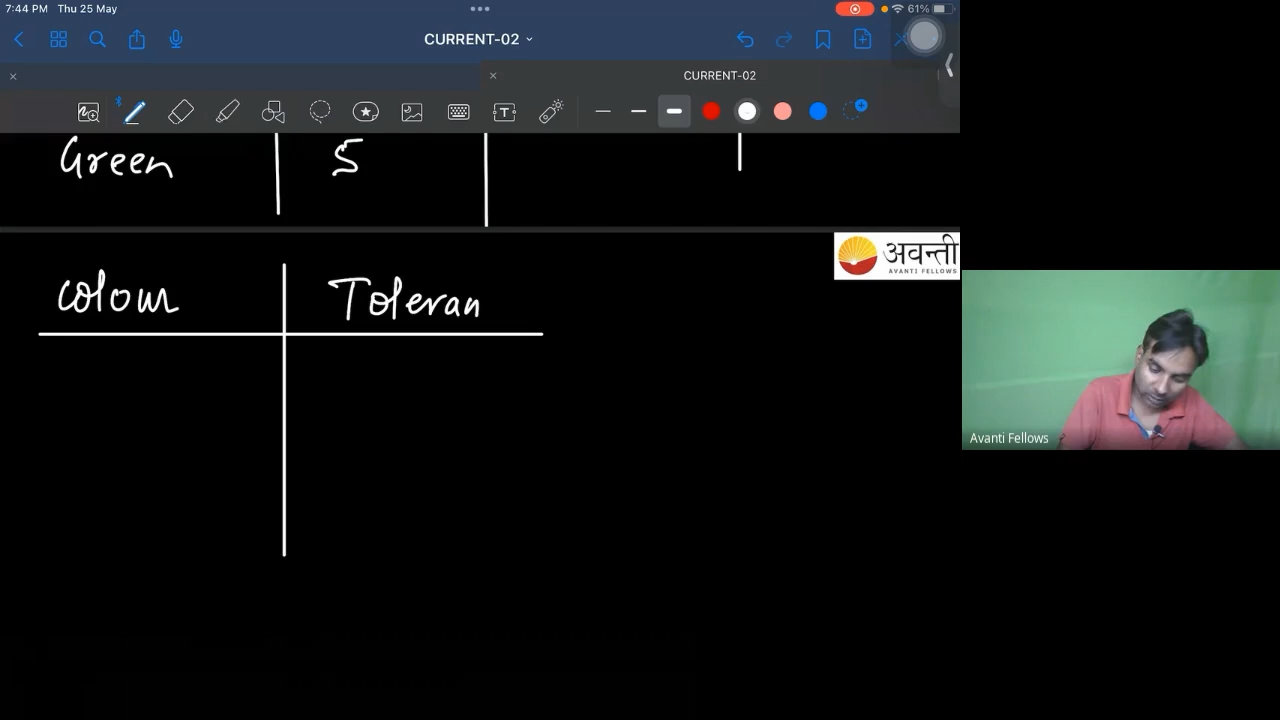 7:44 PM Thu 25 May
61%
CURRENT-02
CURRENT-02
T
Green 5
अवन्ती
AVANTI FELLOWS
Colour Toleran
Avanti Fellows